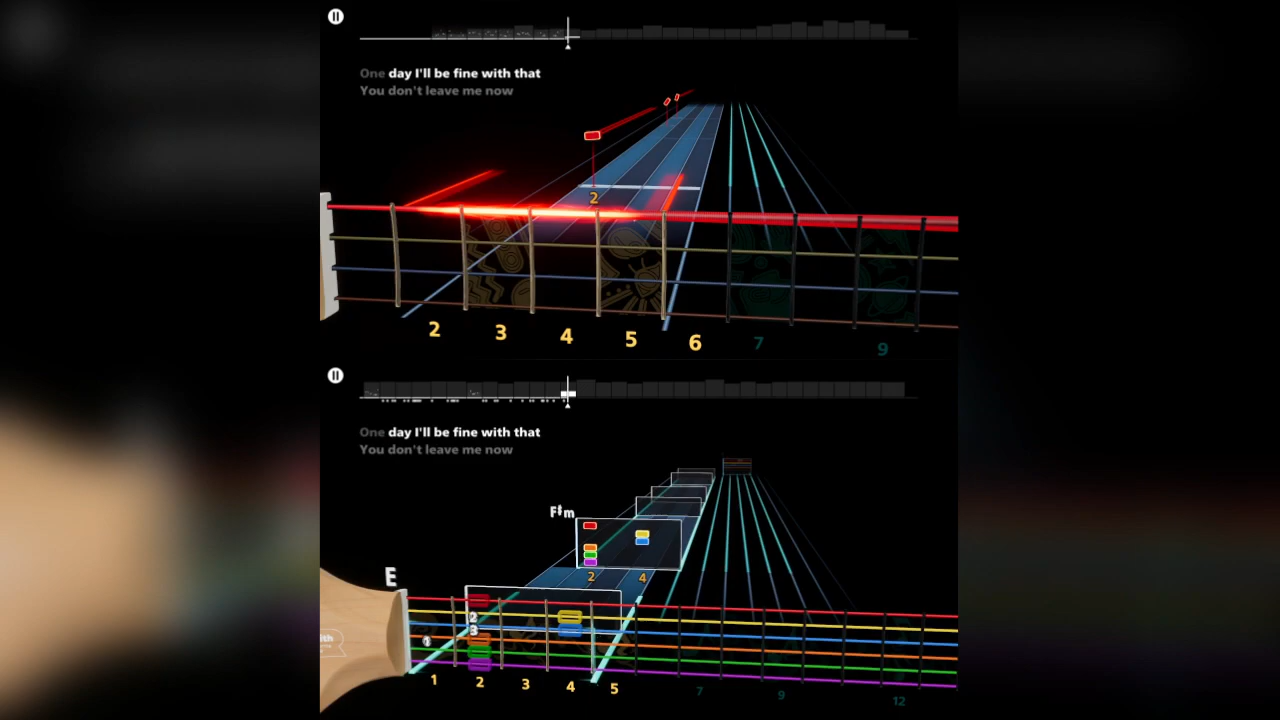 One day I'll be fine with that
You don't leave me now
2
2 3 4 5 6 7 9
One day I'll be fine with that
You don't leave me now
F♯m
2 4
E
2
3
1
ith
1 2 3 4 5 7 9 12